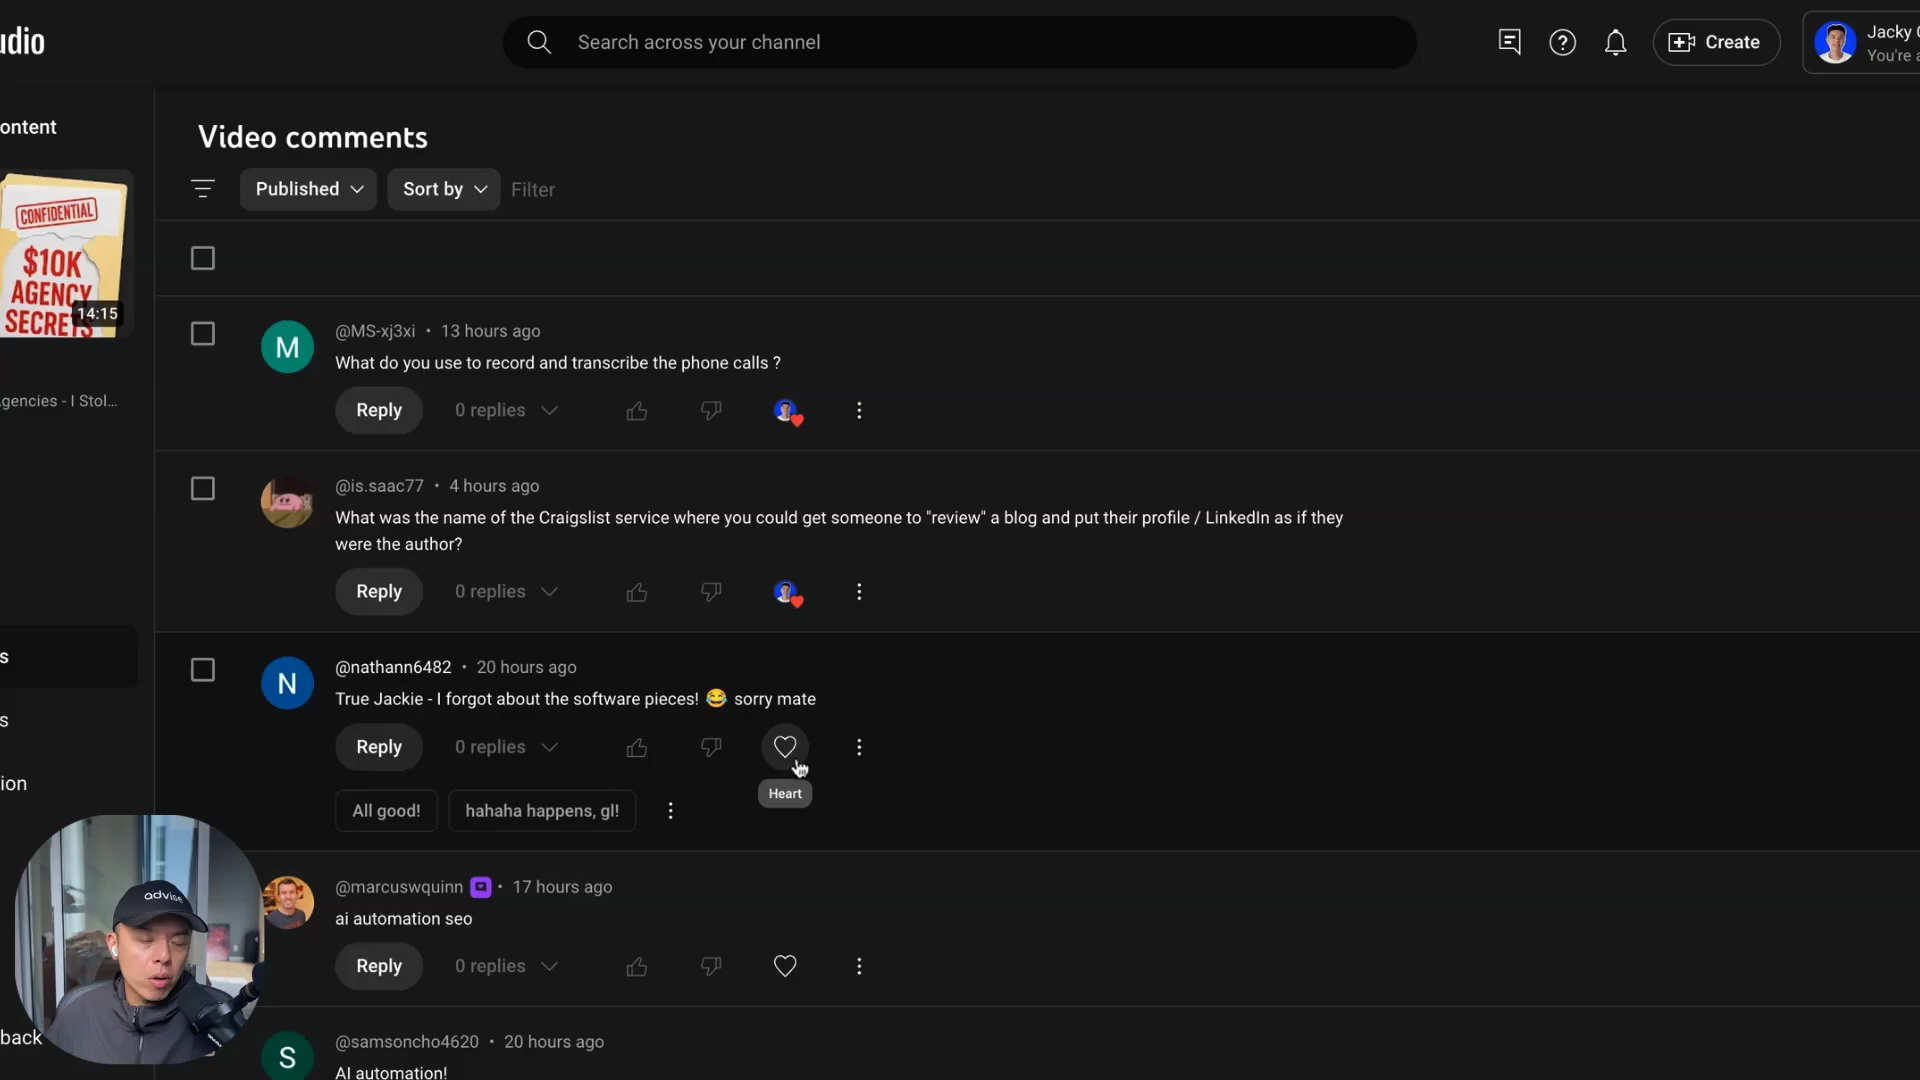 udio
Search across your channel
Create
Jacky
You're a
ontent
CONFIDENTIAL
$10K
AGENCY
SECRETS
14:15
gencies - I Stol...
s
s
ion
back
advise
Video comments
Published
Sort by
Filter
M
@MS-xj3xi • 13 hours ago
What do you use to record and transcribe the phone calls ?
Reply
0 replies
@is.saac77 • 4 hours ago
What was the name of the Craigslist service where you could get someone to "review" a blog and put their profile / LinkedIn as if they
were the author?
Reply
0 replies
N
@nathann6482 • 20 hours ago
True Jackie - I forgot about the software pieces! 😂 sorry mate
Reply
0 replies
Heart
All good!
hahaha happens, gl!
@marcuswquinn • 17 hours ago
ai automation seo
Reply
0 replies
S
@samsoncho4620 • 20 hours ago
AI automation!